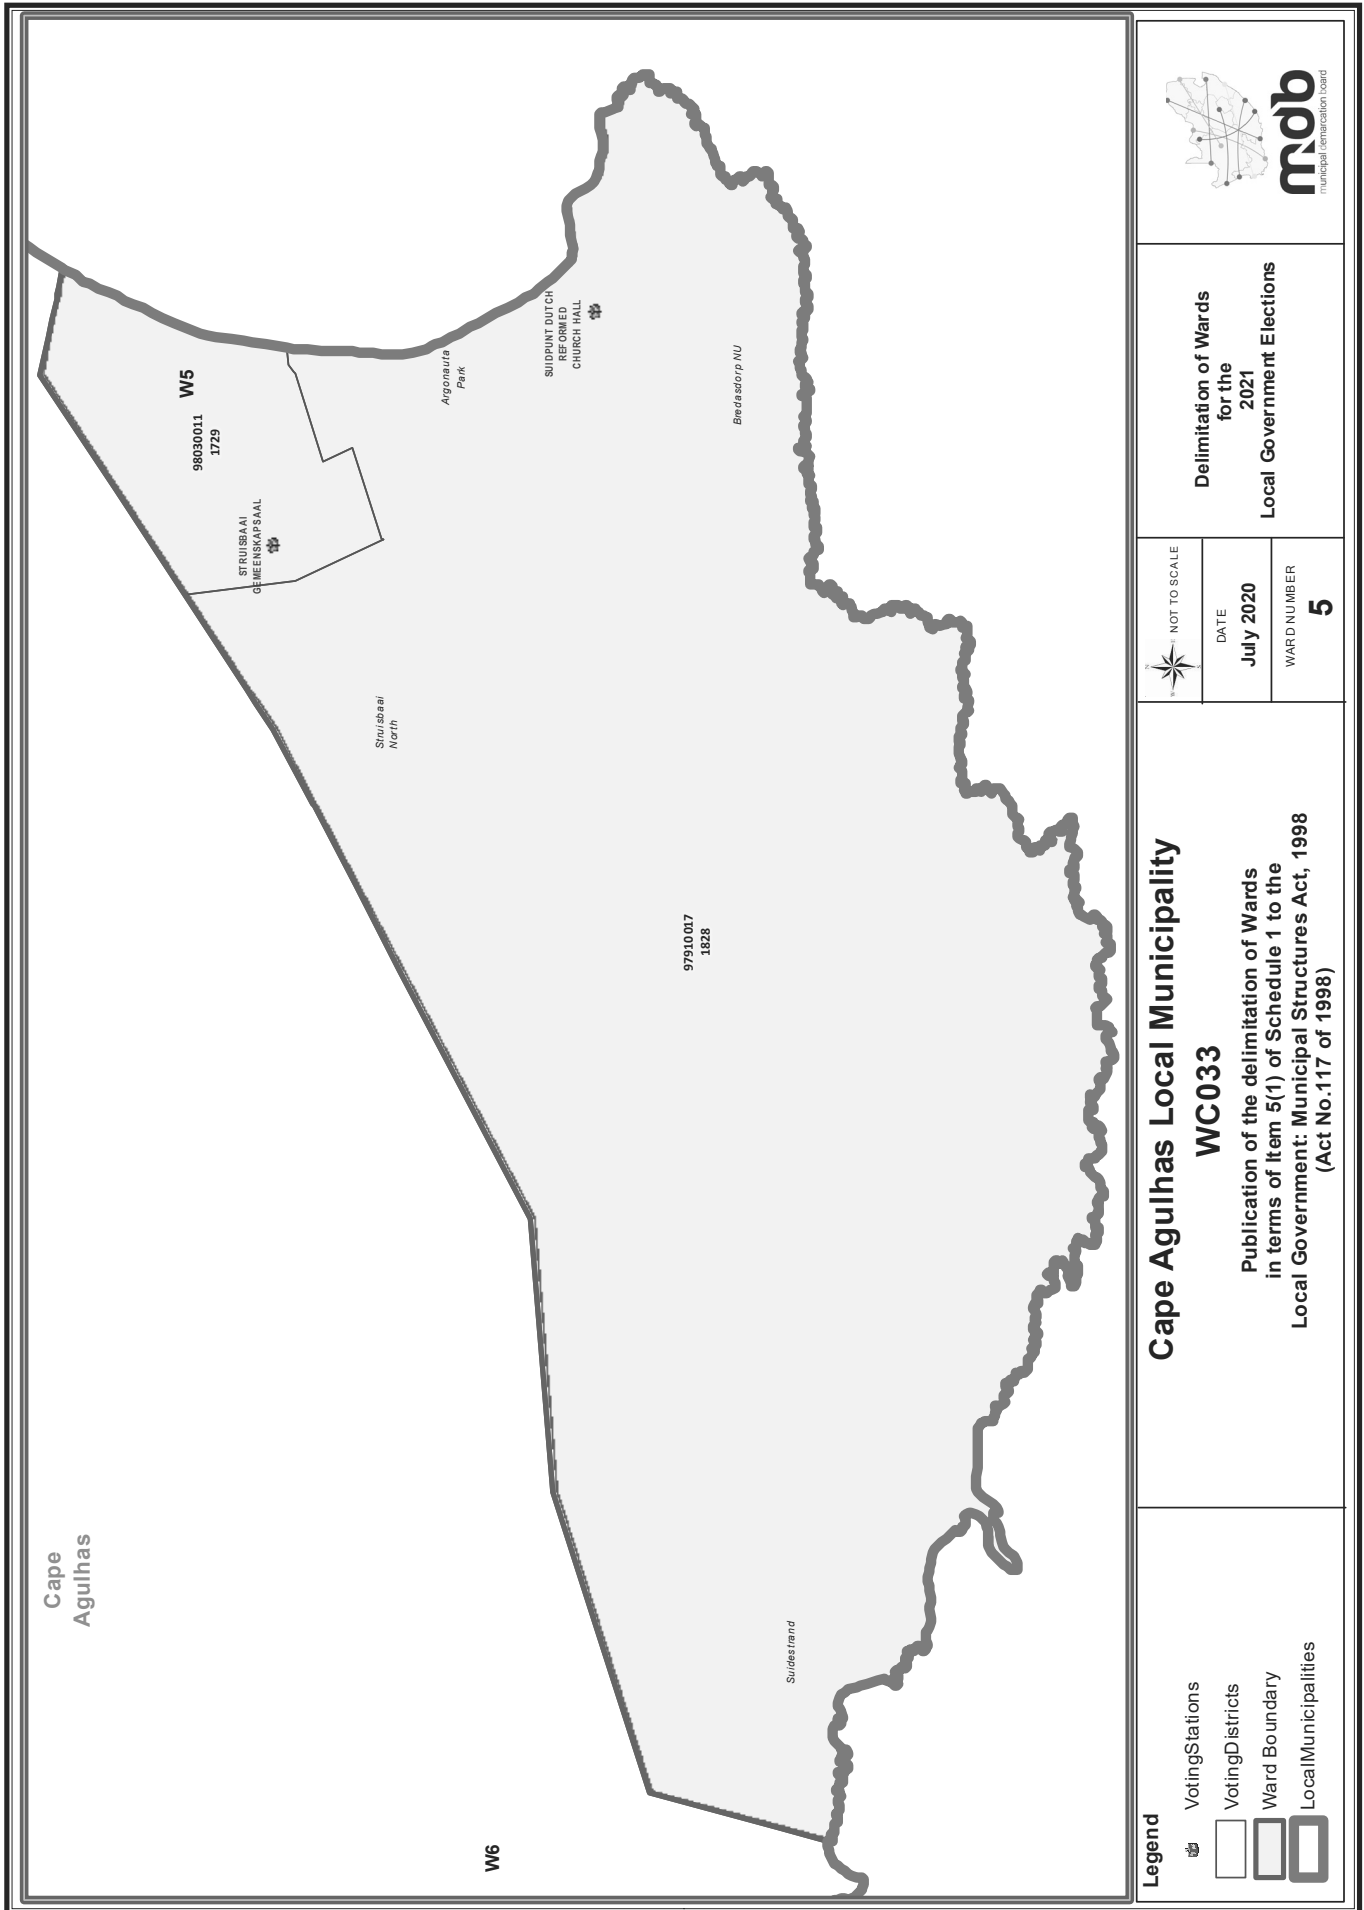 Cape
Agulhas
W6
W5
98030011
1729
STRUISBAAI
GEMEENSKAPSAAL
Struisbaai
North
Argonauta
Park
SUIDPUNT DUTCH
REFORMED
CHURCH HALL
Bredasdorp NU
97910017
1828
Suidestrand
Legend
VotingStations
VotingDistricts
Ward Boundary
LocalMunicipalities
Cape Agulhas Local Municipality
WC033
Publication of the delimitation of Wards
in terms of Item 5(1) of Schedule 1 to the
Local Government: Municipal Structures Act, 1998
(Act No.117 of 1998)
N
W
E
S
NOT TO SCALE
DATE
July 2020
WARD NUMBER
5
Delimitation of Wards
for the
2021
Local Government Elections
mdb
municipal demarcation board